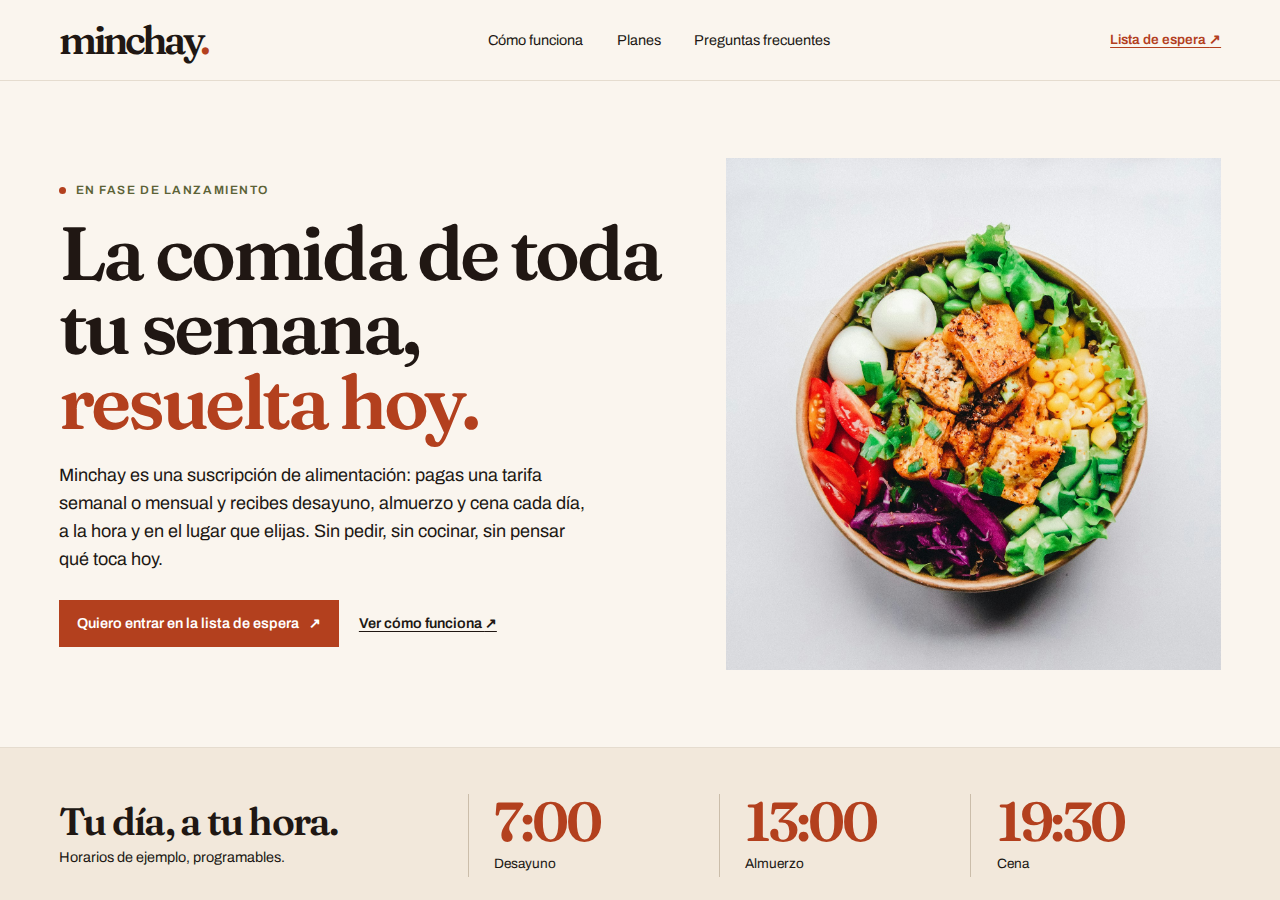 minchay.
Cómo funciona
Planes
Preguntas frecuentes
Lista de espera ↗
EN FASE DE LANZAMIENTO
La comida de toda
tu semana,
resuelta hoy.
Minchay es una suscripción de alimentación: pagas una tarifa
semanal o mensual y recibes desayuno, almuerzo y cena cada día,
a la hora y en el lugar que elijas. Sin pedir, sin cocinar, sin pensar
qué toca hoy.
Quiero entrar en la lista de espera ↗
Ver cómo funciona ↗
Tu día, a tu hora.
Horarios de ejemplo, programables.
7:00
Desayuno
13:00
Almuerzo
19:30
Cena